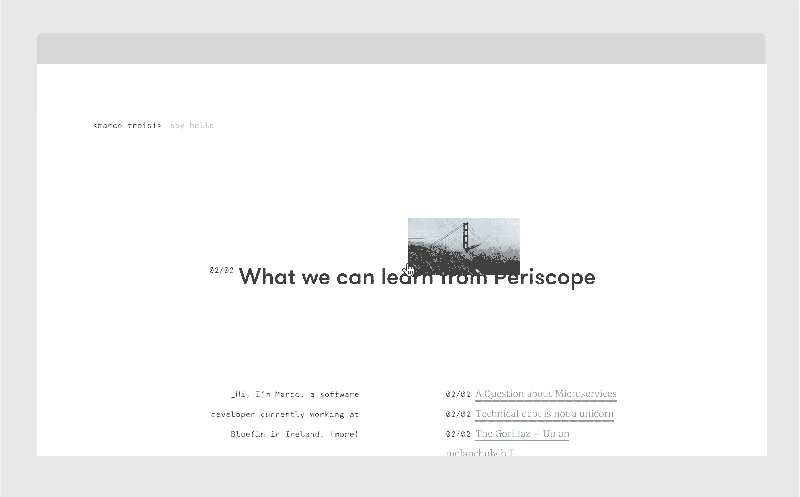 <marco troisi> say hello
02/02 What we can learn from Periscope
_Hi, I'm Marco, a software
developer currently working at
Bluefin in Ireland. (more)
02/02 A Question about Microservices
02/02 Technical debt is not a unicorn
02/02 The Gorillaz – Up on
melancholy hill